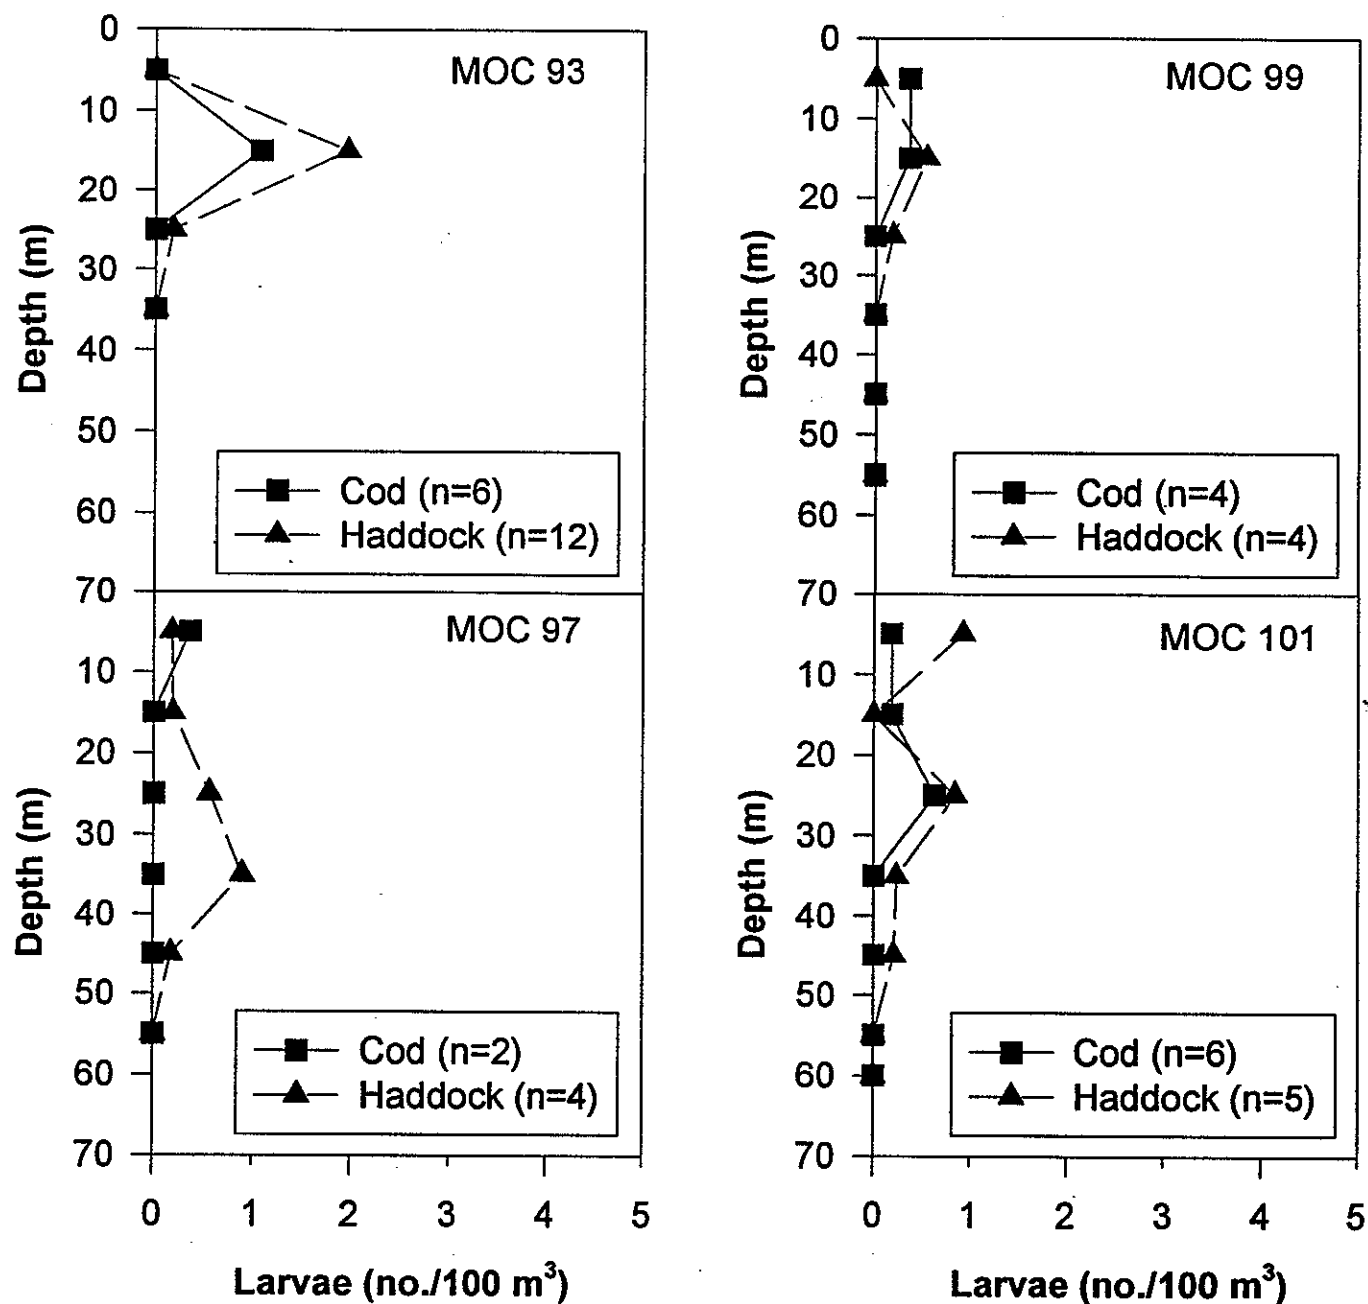 MOC 93
0
10
20
30
40
50
60
70
Depth (m)
Cod (n=6)
Haddock (n=12)
MOC 99
0
10
20
30
40
50
60
70
Depth (m)
Cod (n=4)
Haddock (n=4)
MOC 97
10
20
30
40
50
60
70
Depth (m)
Cod (n=2)
Haddock (n=4)
0 1 2 3 4 5
Larvae (no./100 m³)
MOC 101
10
20
30
40
50
60
70
Depth (m)
Cod (n=6)
Haddock (n=5)
0 1 2 3 4 5
Larvae (no./100 m³)